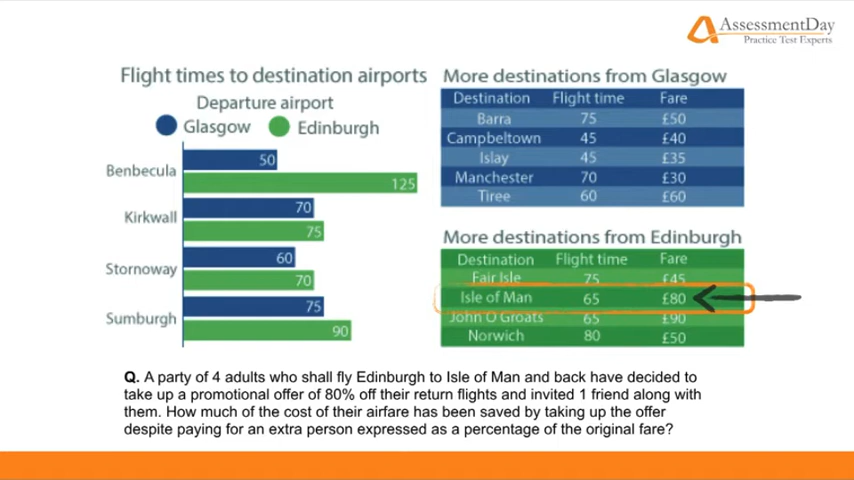 AssessmentDay
Practice Test Experts
Flight times to destination airports
Departure airport
Glasgow Edinburgh
Benbecula 50
125
Kirkwall 70
75
Stornoway 60
70
Sumburgh 75
90
More destinations from Glasgow
Destination Flight time Fare
Barra 75 £50
Campbeltown 45 £40
Islay 45 £35
Manchester 70 £30
Tiree 60 £60
More destinations from Edinburgh
Destination Flight time Fare
Fair Isle 75 £45
Isle of Man 65 £80
John O Groats 65 £90
Norwich 80 £50
Q. A party of 4 adults who shall fly Edinburgh to Isle of Man and back have decided to
take up a promotional offer of 80% off their return flights and invited 1 friend along with
them. How much of the cost of their airfare has been saved by taking up the offer
despite paying for an extra person expressed as a percentage of the original fare?